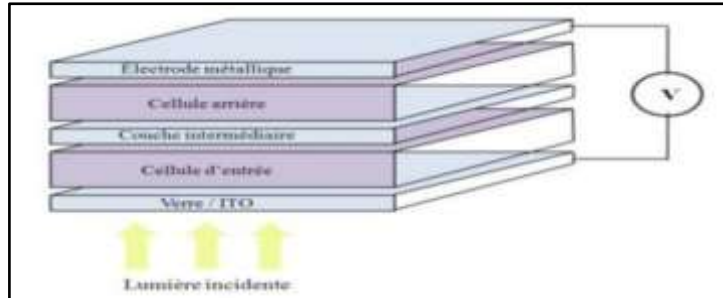 Électrode métallique
Cellule arrière
V
Couche intermédiaire
Cellule d'entrée
Verre / ITO
Lumière incidente